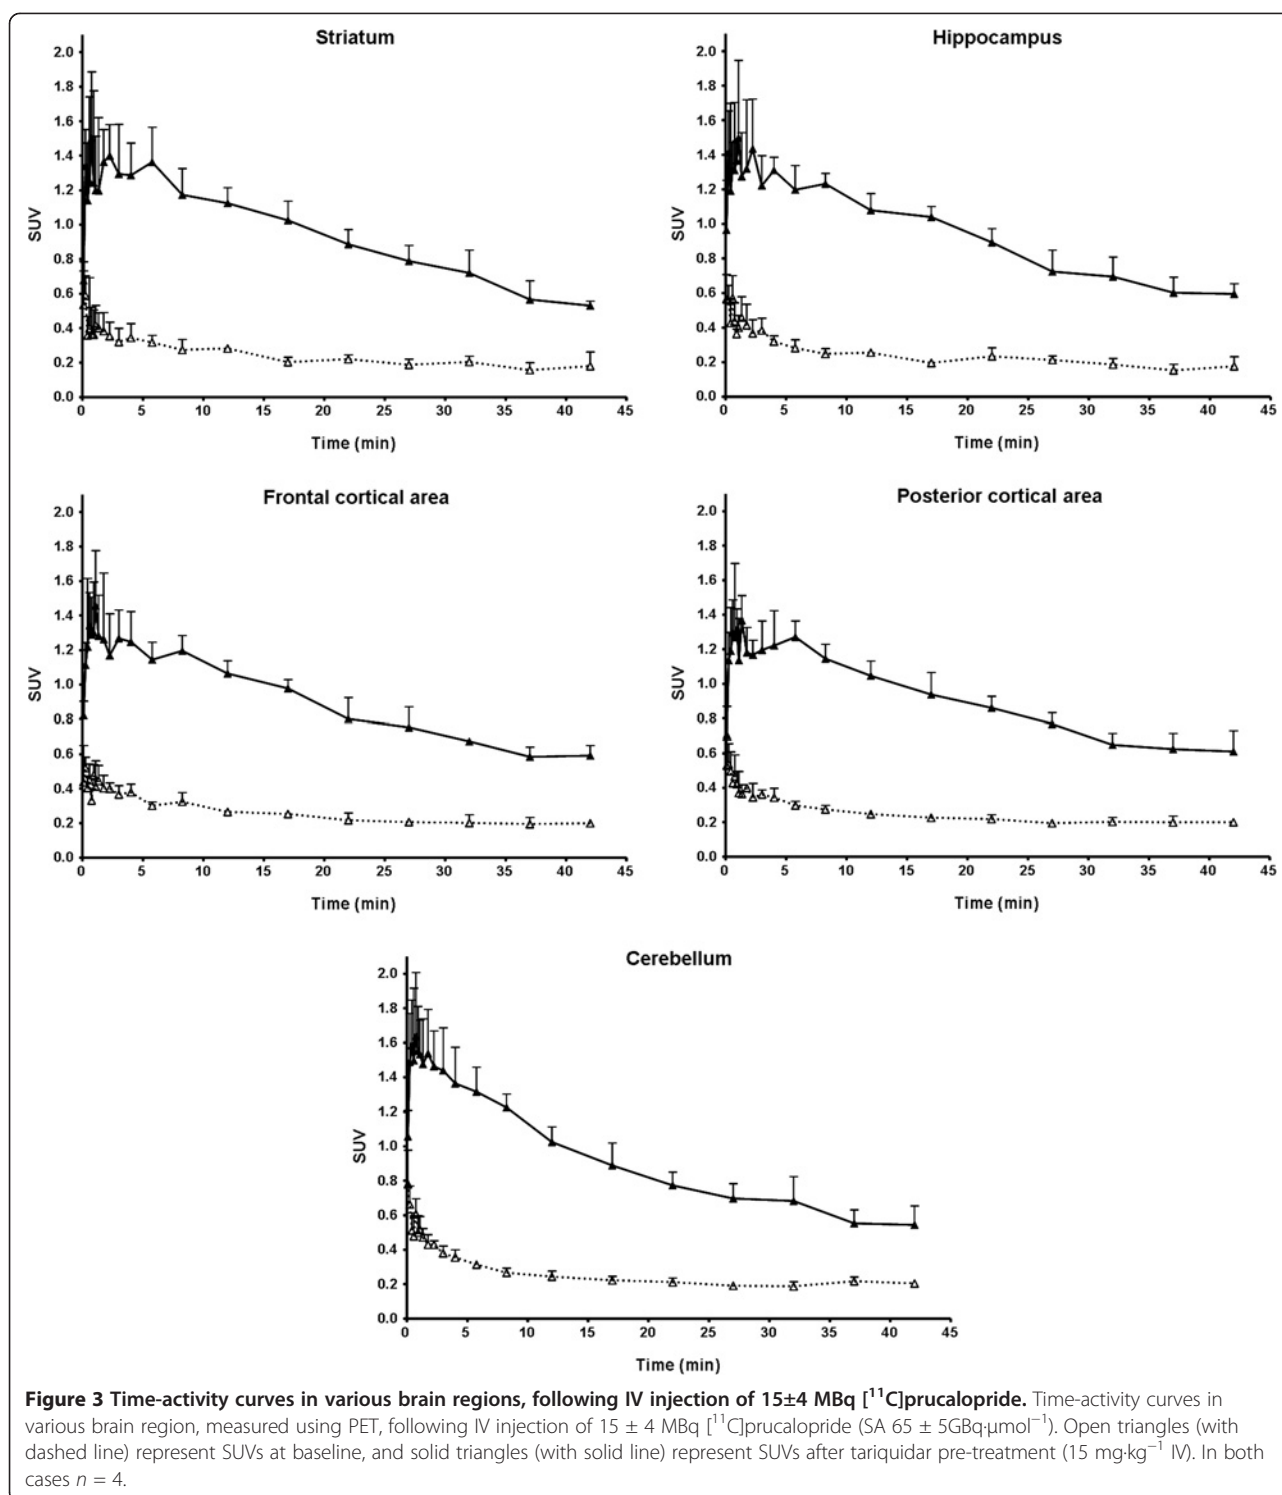 Striatum
2.0
1.8
1.6
1.4
1.2
1.0
0.8
0.6
0.4
0.2
0.0
SUV
0 5 10 15 20 25 30 35 40 45
Time (min)
Hippocampus
2.0
1.8
1.6
1.4
1.2
1.0
0.8
0.6
0.4
0.2
0.0
SUV
0 5 10 15 20 25 30 35 40 45
Time (min)
Frontal cortical area
2.0
1.8
1.6
1.4
1.2
1.0
0.8
0.6
0.4
0.2
0.0
SUV
0 5 10 15 20 25 30 35 40 45
Time (min)
Posterior cortical area
2.0
1.8
1.6
1.4
1.2
1.0
0.8
0.6
0.4
0.2
0.0
SUV
0 5 10 15 20 25 30 35 40 45
Time (min)
Cerebellum
2.0
1.8
1.6
1.4
1.2
1.0
0.8
0.6
0.4
0.2
0.0
SUV
0 5 10 15 20 25 30 35 40 45
Time (min)
Figure 3 Time-activity curves in various brain regions, following IV injection of 15±4 MBq [¹¹C]prucalopride. Time-activity curves in
various brain region, measured using PET, following IV injection of 15 ± 4 MBq [¹¹C]prucalopride (SA 65 ± 5GBq·μmol⁻¹). Open triangles (with
dashed line) represent SUVs at baseline, and solid triangles (with solid line) represent SUVs after tariquidar pre-treatment (15 mg·kg⁻¹ IV). In both
cases n = 4.